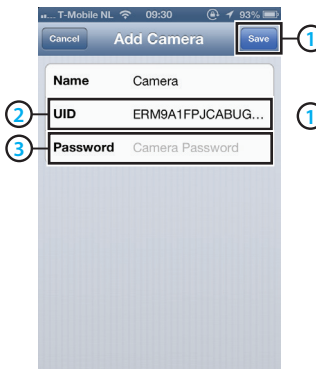 ... T-Mobile NL 09:30 93%
Cancel Add Camera Save 1
Name Camera
2 UID ERM9A1FPJCABUG... 1
3 Password Camera Password